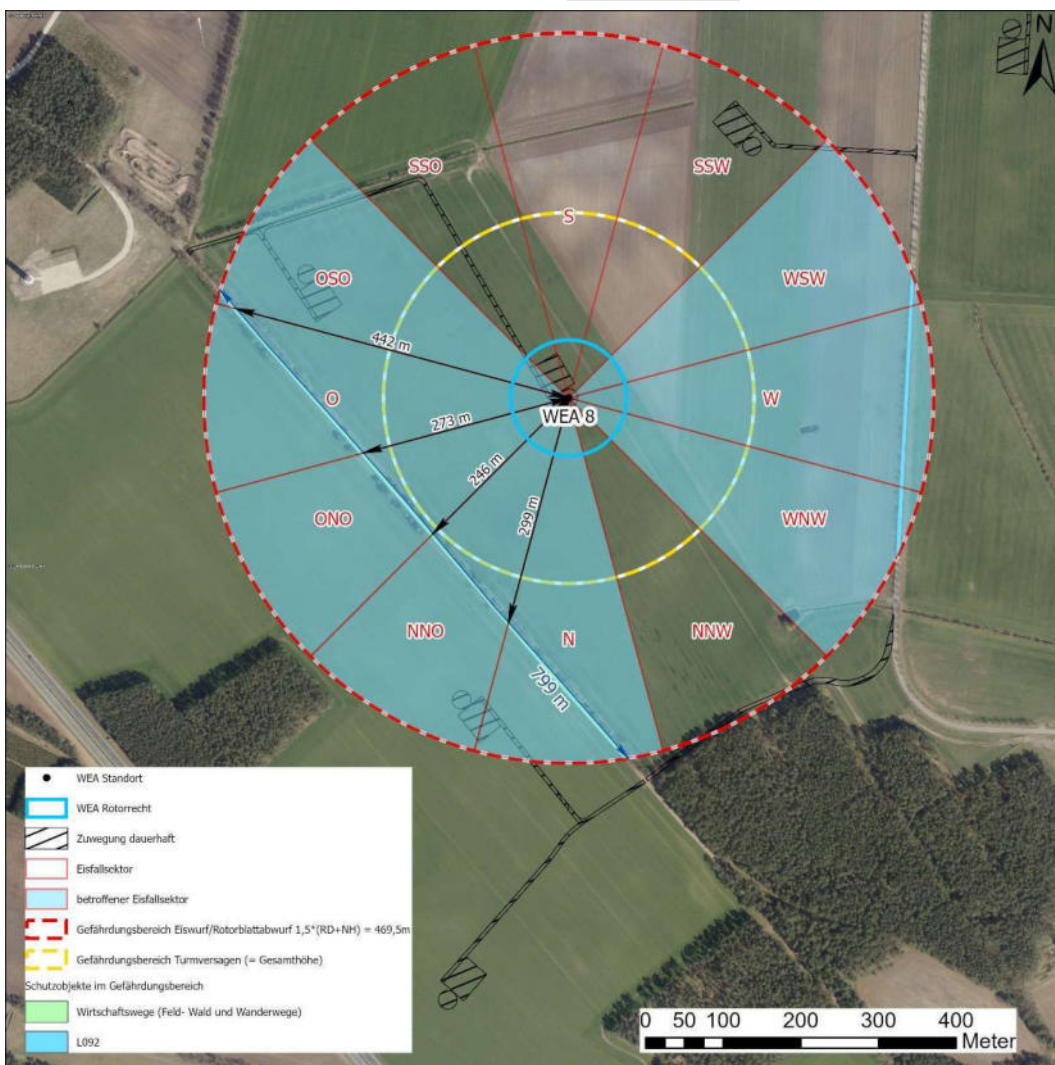 N
SSO
SSW
S
OSO
WSW
442 m
O
W
WEA 8
273 m
246 m
299 m
ONO
WNW
NNO
N
NNW
799 m
WEA Standort
WEA Rotorrecht
Zuwegung dauerhaft
Eisfallsektor
betroffener Eisfallsektor
Gefährdungsbereich Eiswurf/Rotorblattabwurf 1,5*(RD+NH) = 469,5m
Gefährdungsbereich Turmversagen (= Gesamthöhe)
Schutzobjekte im Gefährdungsbereich
Wirtschaftswege (Feld- Wald und Wanderwege)
L092
0 50 100 200 300 400
Meter